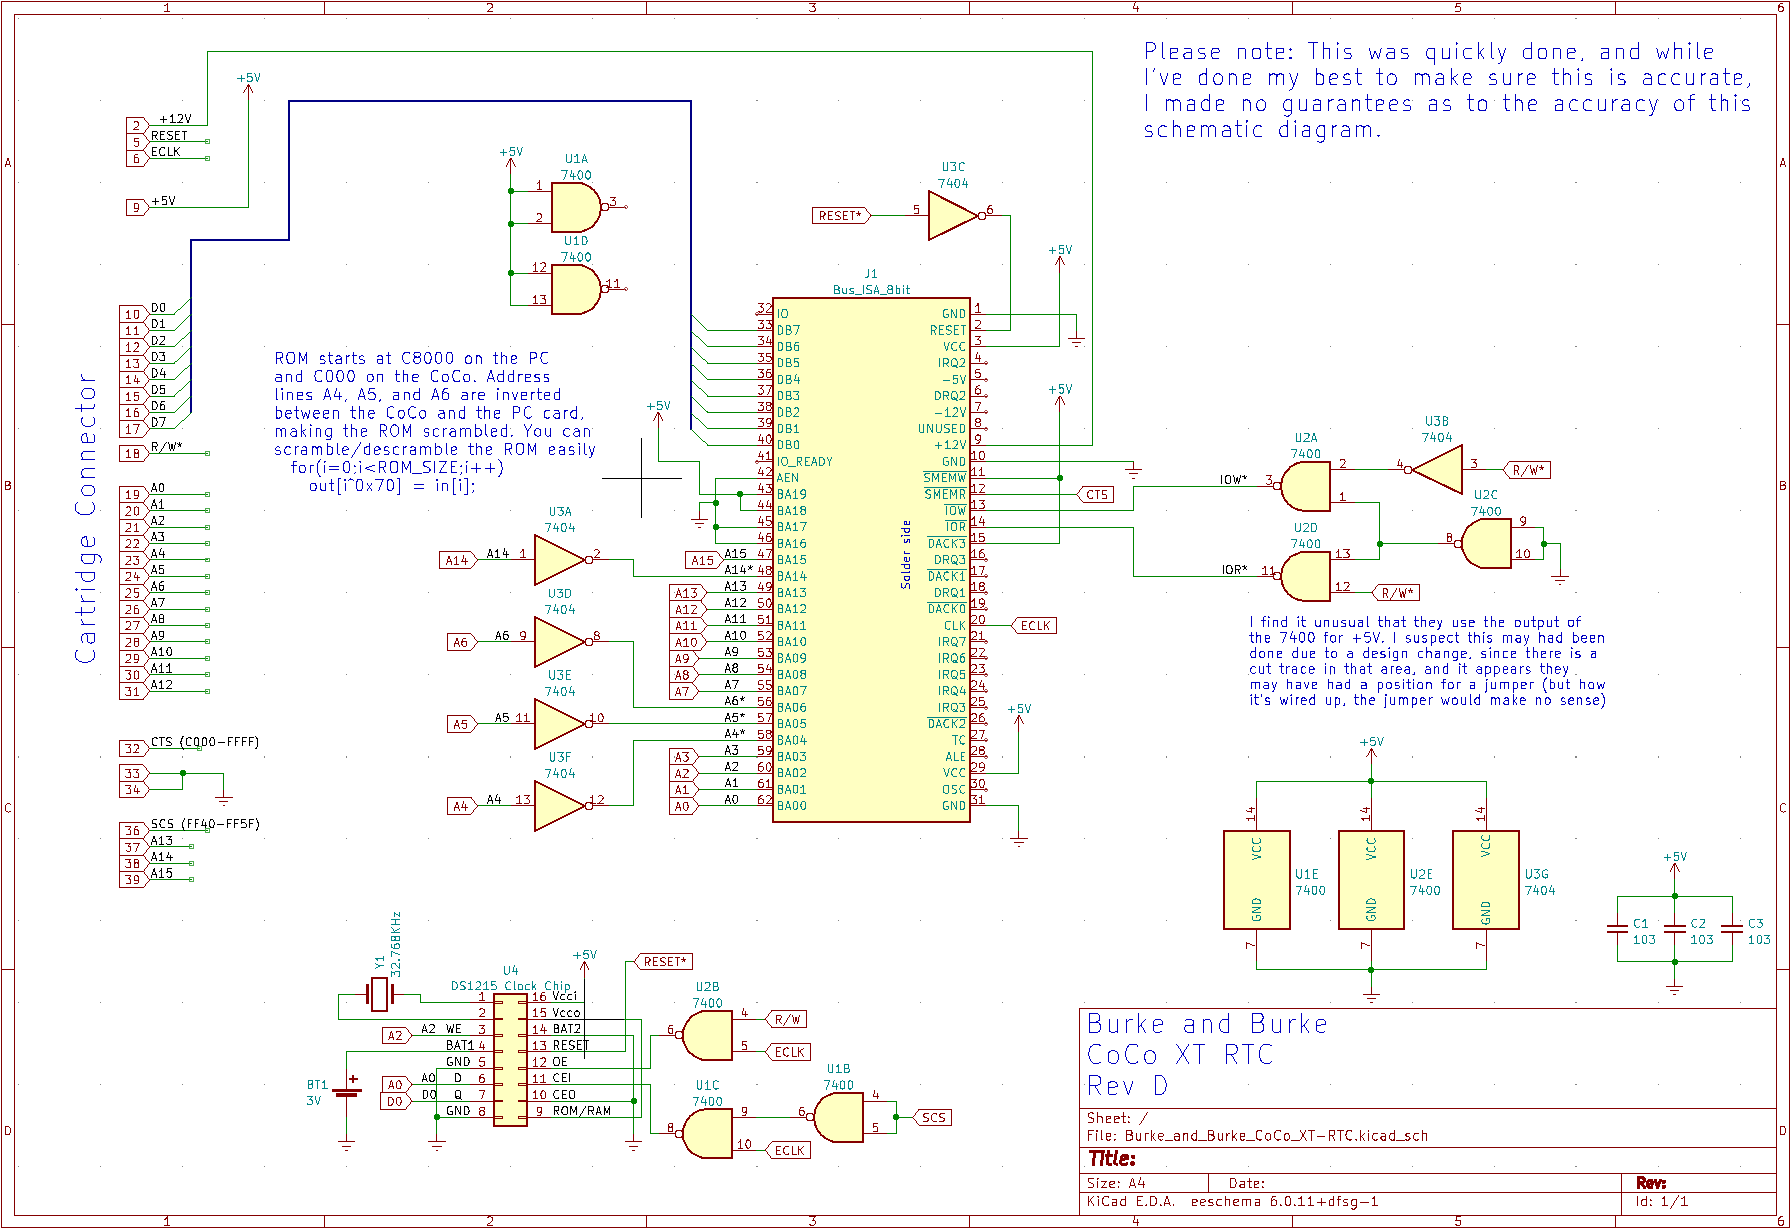 Please note: This was quickly done, and while
I've done my best to make sure this is accurate,
I made no guarantees as to the accuracy of this
schematic diagram.
1 2 3 4 5 6
A
B
C
D
Cartridge Connector
2 +12V
5 RESET
6 ECLK
9 +5V
+5V
10 D0
11 D1
12 D2
13 D3
14 D4
15 D5
16 D6
17 D7
18 R/W*
19 A0
20 A1
21 A2
22 A3
23 A4
24 A5
25 A6
26 A7
27 A8
28 A9
29 A10
30 A11
31 A12
32 CTS (C000-FFFF)
33
34
36 SCS (FF40-FF5F)
37 A13
38 A14
39 A15
+5V
U1A
7400
1
2
3
U1D
7400
12
13
11
ROM starts at C8000 on the PC
and C000 on the CoCo. Address
lines A4, A5, and A6 are inverted
between the CoCo and the PC card,
making the ROM scrambled. You can
scramble/descramble the ROM easily
for(i=0;i<ROM_SIZE;i++)
out[i^0x70] = in[i];
+5V
U3C
7404
RESET* 5 6
+5V
J1
Bus_ISA_8bit
32 IO
33 DB7
34 DB6
35 DB5
36 DB4
37 DB3
38 DB2
39 DB1
40 DB0
41 IO_READY
42 AEN
43 BA19
44 BA18
45 BA17
46 BA16
A15 A15 47 BA15
A14* 48 BA14
A13 A13 49 BA13
A12 A12 50 BA12
A11 A11 51 BA11
A10 A10 52 BA10
A9 A9 53 BA09
A8 A8 54 BA08
A7 A7 55 BA07
A6* 56 BA06
A5* 57 BA05
A4* 58 BA04
A3 A3 59 BA03
A2 A2 60 BA02
A1 A1 61 BA01
A0 A0 62 BA00
Solder side
GND 1
RESET 2
VCC 3
IRQ2 4
-5V 5
DRQ2 6
-12V 7
UNUSED 8
+12V 9
GND 10
SMEMW 11
SMEMR 12 CTS
IOW 13
IOR 14
DACK3 15
DRQ3 16
DACK1 17
DRQ1 18
DACK0 19
CLK 20 ECLK
IRQ7 21
IRQ6 22
IRQ5 23
IRQ4 24
IRQ3 25
DACK2 26
TC 27
ALE 28
VCC 29
OSC 30
GND 31
+5V
+5V
U3A
7404
A14 A14 1 2
U3D
7404
A6 A6 9 8
U3E
7404
A5 A5 11 10
U3F
7404
A4 A4 13 12
U3B
7404
4 3 R/W*
U2A
7400
IOW* 3 2
1
U2C
7400
8 9
10
U2D
7400
IOR* 11 13
12 R/W*
I find it unusual that they use the output of
the 7400 for +5V. I suspect this may had been
done due to a design change, since there is a
cut trace in that area, and it appears they
may have had a position for a jumper (but how
it's wired up, the jumper would make no sense)
+5V
14 14 14
VCC VCC VCC
U1E
7400
U2E
7400
U3G
7404
GND GND GND
7 7 7
+5V
C1
103
C2
103
C3
103
Y1
32.768KHz
U4
DS1215 Clock Chip
+5V
RESET*
1 16 Vcci
2 15 Vcco
A2 A2 WE 3 14 BAT2
BAT1 4 13 RESET
GND 5 12 OE
A0 A0 D 6 11 CEI
D0 D0 Q 7 10 CEO
GND 8 9 ROM/RAM
BT1
3V
+
U2B
7400
6 4 R/W
5 ECLK
U1C
7400
8 9
10 ECLK
U1B
7400
6 4
5
SCS
Burke and Burke
CoCo XT RTC
Rev D
Sheet: /
File: Burke_and_Burke_CoCo_XT-RTC.kicad_sch
Title:
Size: A4 Date: Rev:
KiCad E.D.A. eeschema 6.0.11+dfsg-1 Id: 1/1
1 2 3 4 5 6
A
B
C
D